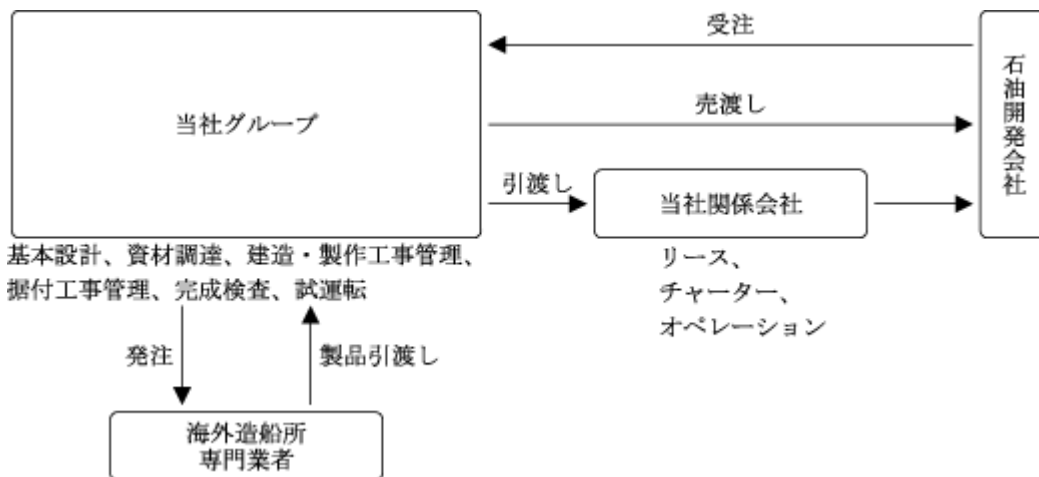 受注
石油開発会社
当社グループ
売渡し
引渡し
当社関係会社
基本設計、資材調達、建造・製作工事管理、
据付工事管理、完成検査、試運転
リース、
チャーター、
オペレーション
発注
製品引渡し
海外造船所
専門業者